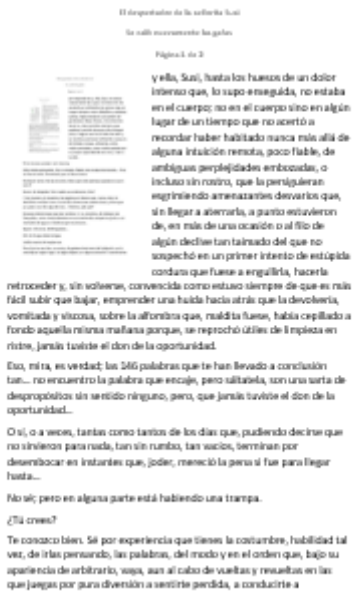 El despertador de la señorita Susi
Se caló nuevamente las gafas
Página 1 de 2
y ella, Susi, hasta los huesos de un dolor
intenso que, lo supo enseguida, no estaba
en el cuerpo; no en el cuerpo sino en algún
lugar de un tiempo que no acertó a
recordar haber habitado nunca más allá de
alguna intuición remota, poco fiable, de
ambiguas perplejidades embozadas, o
incluso sin rostro, que la persiguieran
esgrimiendo amenazantes desvaríos que,
sin llegar a aterrarla, a punto estuvieron
de, en más de una ocasión o al filo de
algún declive tan taimado del que no
sospechó en un primer intento de estúpida
cordura que fuese a engullirla, hacerla
retroceder y, sin volverse, convencida como estuvo siempre de que es más
fácil subir que bajar, emprender una huida hacia atrás que la devolvería,
vomitada y viscosa, sobre la alfombra que, maldita fuese, había cepillado a
fondo aquella misma mañana porque, se reprochó útiles de limpieza en
ristre, jamás tuviste el don de la oportunidad.
Eso, mira, es verdad; las 146 palabras que te han llevado a conclusión
tan... no encuentro la palabra que encaje, pero sáltatela, son una sarta de
despropósitos sin sentido ninguno, pero, que jamás tuviste el don de la
oportunidad...
O sí, o a veces, tantas como tantos de los días que, pudiendo decirse que
no sirvieron para nada, tan sin rumbo, tan vacíos, terminan por
desembocar en instantes que, joder, mereció la pena si fue para llegar
hasta...
No sé; pero en alguna parte está habiendo una trampa.
¿Tú crees?
Te conozco bien. Sé por experiencia que tienes la costumbre, habilidad tal
vez, de irlas pensando, las palabras, del modo y en el orden que, bajo su
apariencia de arbitrario, vaya, aun al cabo de vueltas y revueltas en las
que juegas por pura diversión a sentirte perdida, a conducirte a